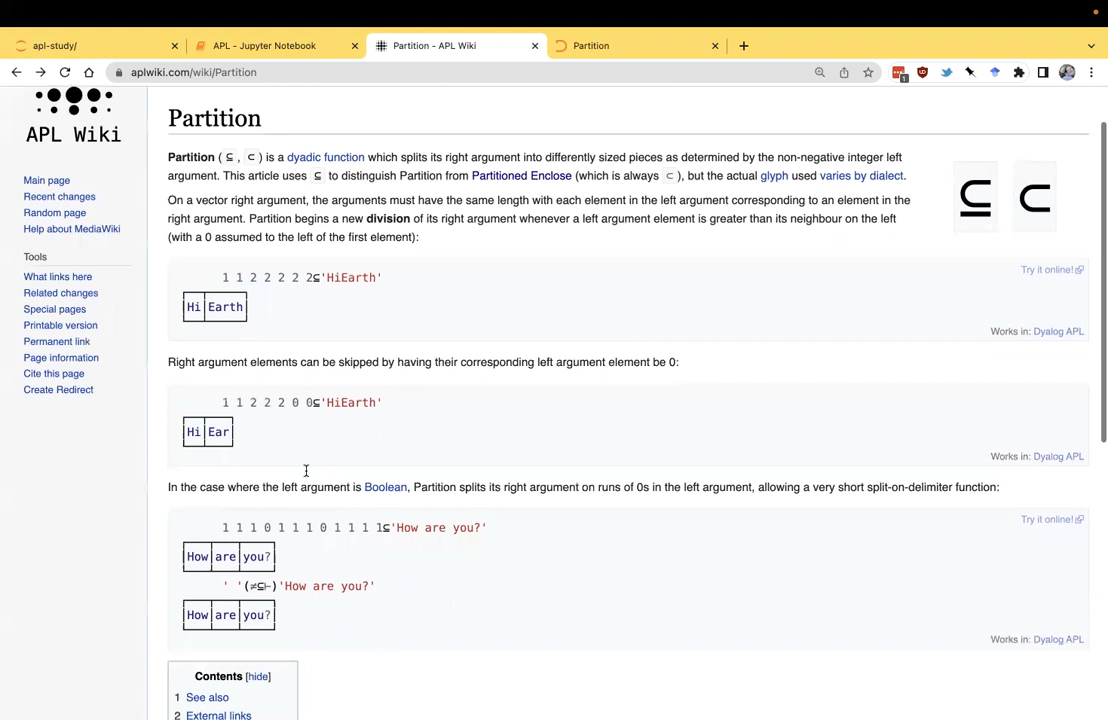 apl-study/
APL - Jupyter Notebook
Partition - APL Wiki
Partition
aplwiki.com/wiki/Partition
1
APL Wiki
Main page
Recent changes
Random page
Help about MediaWiki
Tools
What links here
Related changes
Special pages
Printable version
Permanent link
Page information
Cite this page
Create Redirect
Partition
Partition ( ⊆ , ⊂ ) is a dyadic function which splits its right argument into differently sized pieces as determined by the non-negative integer left
argument. This article uses ⊆ to distinguish Partition from Partitioned Enclose (which is always ⊂ ), but the actual glyph used varies by dialect.
On a vector right argument, the arguments must have the same length with each element in the left argument corresponding to an element in the
right argument. Partition begins a new division of its right argument whenever a left argument element is greater than its neighbour on the left
(with a 0 assumed to the left of the first element):
⊆ ⊂
Try it online!
1 1 2 2 2 2 2⊆'HiEarth'
Hi Earth
Works in: Dyalog APL
Right argument elements can be skipped by having their corresponding left argument element be 0:
1 1 2 2 2 0 0⊆'HiEarth'
Hi Ear
Works in: Dyalog APL
In the case where the left argument is Boolean, Partition splits its right argument on runs of 0s in the left argument, allowing a very short split-on-delimiter function:
Try it online!
1 1 1 0 1 1 1 0 1 1 1 1⊆'How are you?'
How are you?
' '(≠⊆⊢)'How are you?'
How are you?
Works in: Dyalog APL
Contents [hide]
1 See also
2 External links